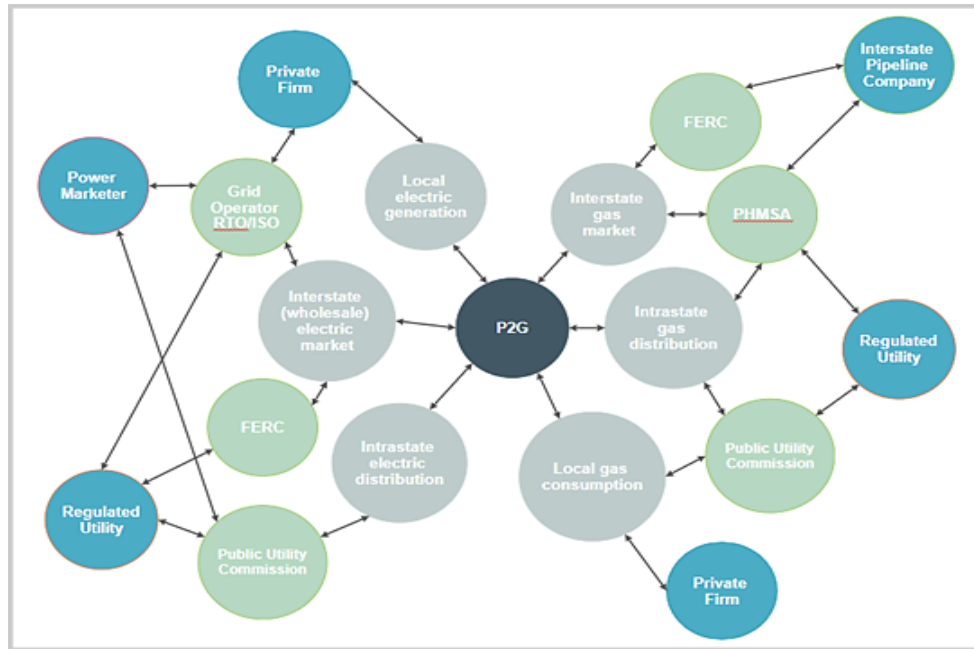 Private
Firm
Interstate
Pipeline
Company
FERC
Power
Marketer
Grid
Operator
RTO/ISO
Local
electric
generation
Interstate
gas
market
PHMSA
Interstate
(wholesale)
electric
market
P2G
Intrastate
gas
distribution
Regulated
Utility
FERC
Intrastate
electric
distribution
Local gas
consumption
Public Utility
Commission
Regulated
Utility
Public Utility
Commission
Private
Firm